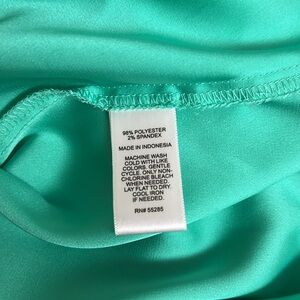 98% POLYESTER
2% SPANDEX
MADE IN INDONESIA
MACHINE WASH
COLD WITH LIKE
COLORS. GENTLE
CYCLE. ONLY NON-
CHLORINE BLEACH
WHEN NEEDED.
LAY FLAT TO DRY.
COOL IRON
IF NEEDED.
RN# 55285